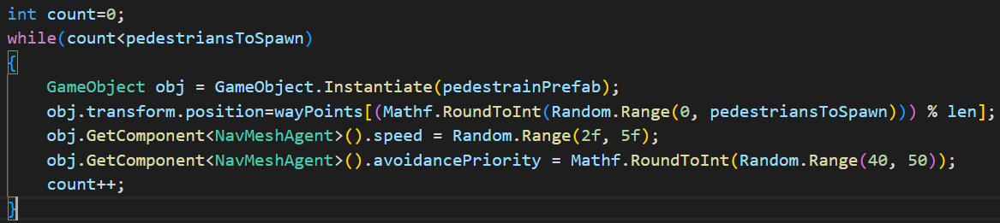 int count=0;
while(count<pedestriansToSpawn)
{
    GameObject obj = GameObject.Instantiate(pedestrainPrefab);
    obj.transform.position=wayPoints[(Mathf.RoundToInt(Random.Range(0, pedestriansToSpawn))) % len];
    obj.GetComponent<NavMeshAgent>().speed = Random.Range(2f, 5f);
    obj.GetComponent<NavMeshAgent>().avoidancePriority = Mathf.RoundToInt(Random.Range(40, 50));
    count++;
}